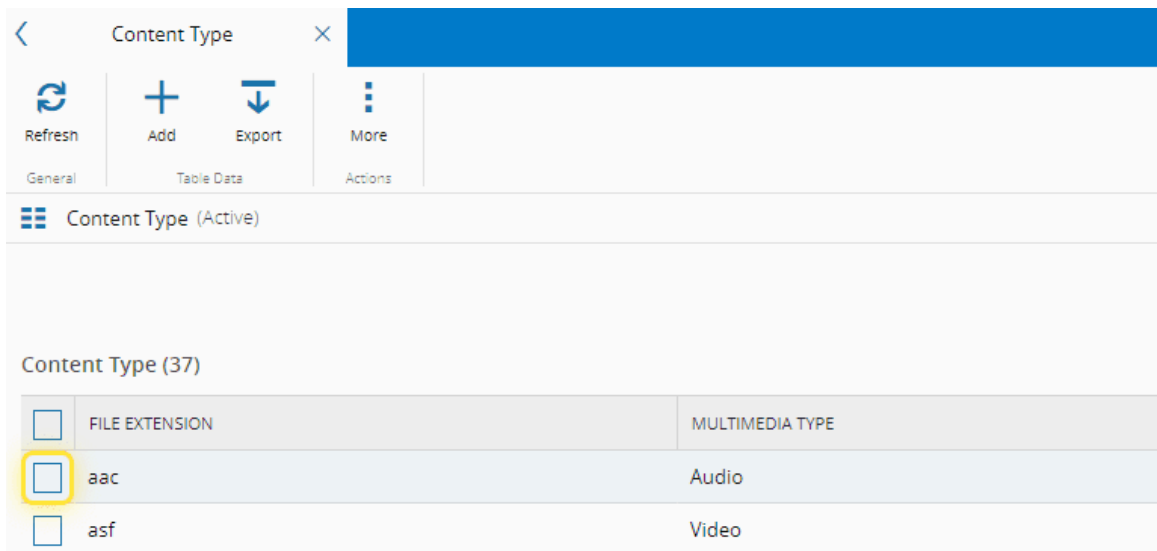 Content Type
Refresh Add Export More
General Table Data Actions
Content Type (Active)
Content Type (37)
FILE EXTENSION MULTIMEDIA TYPE
aac Audio
asf Video